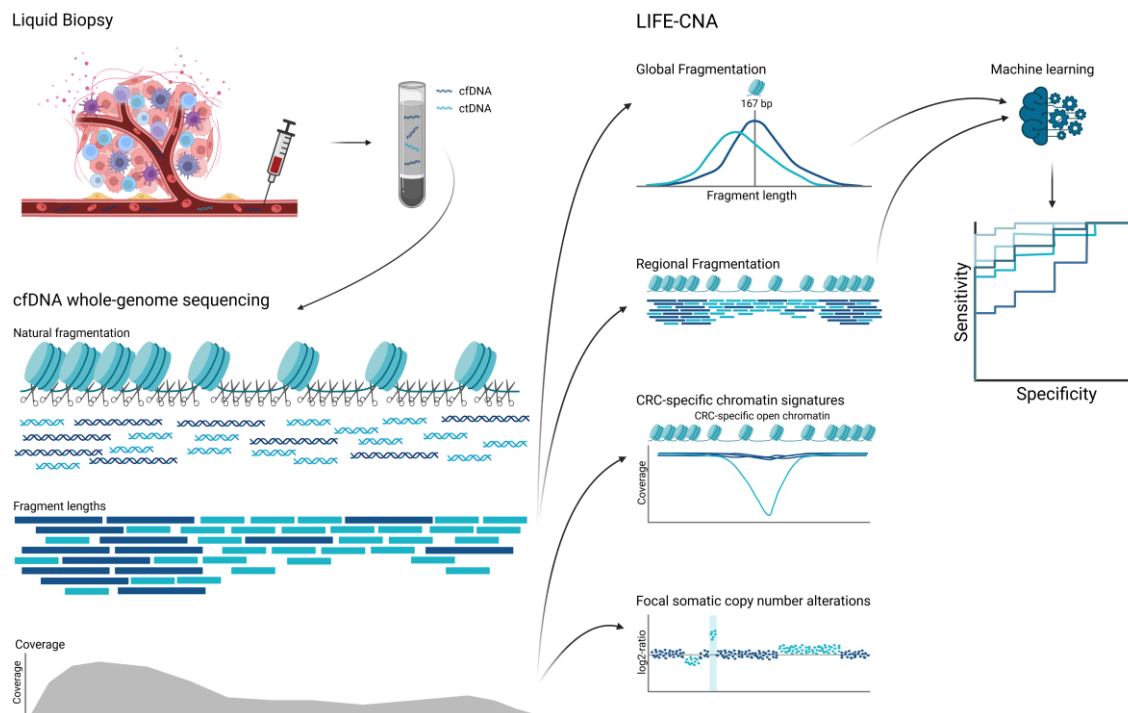 Liquid Biopsy
cfDNA
ctDNA
cfDNA whole-genome sequencing
Natural fragmentation
Fragment lengths
Coverage
Coverage
LIFE-CNA
Global Fragmentation
167 bp
Fragment length
Regional Fragmentation
CRC-specific chromatin signatures
CRC-specific open chromatin
Coverage
Focal somatic copy number alterations
log2-ratio
Machine learning
Sensitivity
Specificity